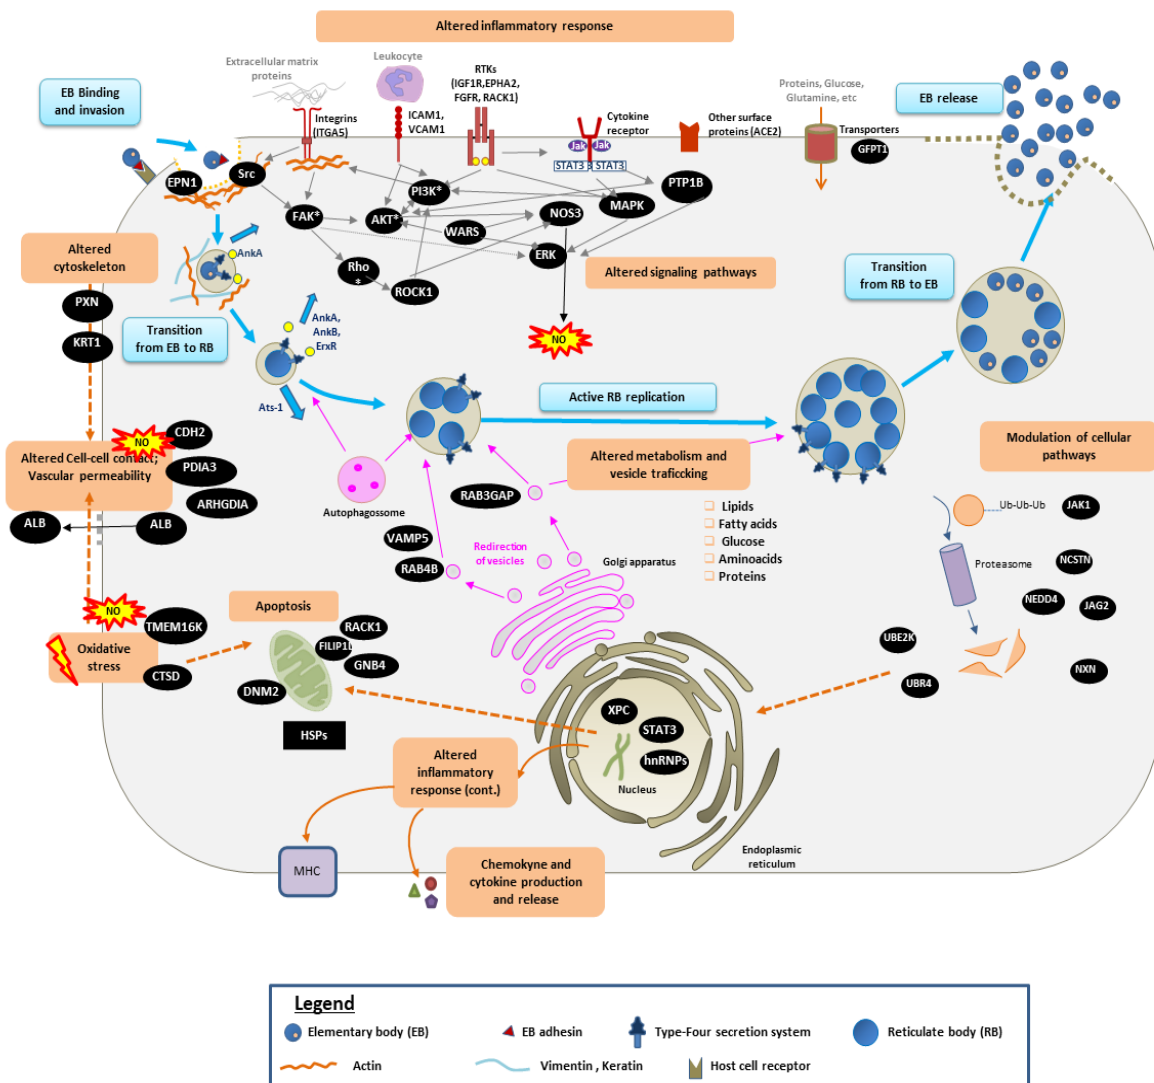 Altered inflammatory response
Extracellular matrix
proteins
Leukocyte
RTKs
(IGF1R,EPHA2,
FGFR, RACK1)
Proteins, Glucose,
Glutamine, etc
EB Binding
and invasion
EB release
Integrins
(ITGA5)
ICAM1,
VCAM1
Cytokine
receptor
Other surface
proteins (ACE2)
Transporters
GFPT1
Jak
Jak
STAT3
STAT3
EPN1
Src
PI3K*
PTP1B
MAPK
FAK*
AKT*
WARS
NOS3
ERK
Rho
*
ROCK1
AnkA
Altered
cytoskeleton
PXN
KRT1
Altered signaling pathways
Transition
from RB to EB
Transition
from EB to RB
AnkA,
AnkB,
ErxR
Ats-1
NO
Active RB replication
NO
CDH2
Altered Cell-cell contact;
Vascular permeability
PDIA3
ARHGDIA
ALB
ALB
Altered metabolism and
vesicle traficcking
Modulation of cellular
pathways
RAB3GAP
Autophagossome
VAMP5
RAB4B
Redirection
of vesicles
Golgi apparatus
Lipids
Fatty acids
Glucose
Aminoacids
Proteins
Ub-Ub-Ub
JAK1
Proteasome
NCSTN
NEDD4
JAG2
UBE2K
UBR4
NXN
NO
TMEM16K
Oxidative
stress
CTSD
Apoptosis
RACK1
FILIP1L
GNB4
DNM2
HSPs
XPC
STAT3
hnRNPs
Nucleus
Altered
inflammatory
response (cont.)
Endoplasmic
reticulum
MHC
Chemokyne and
cytokine production
and release
Legend
Elementary body (EB)
EB adhesin
Type-Four secretion system
Reticulate body (RB)
Actin
Vimentin , Keratin
Host cell receptor